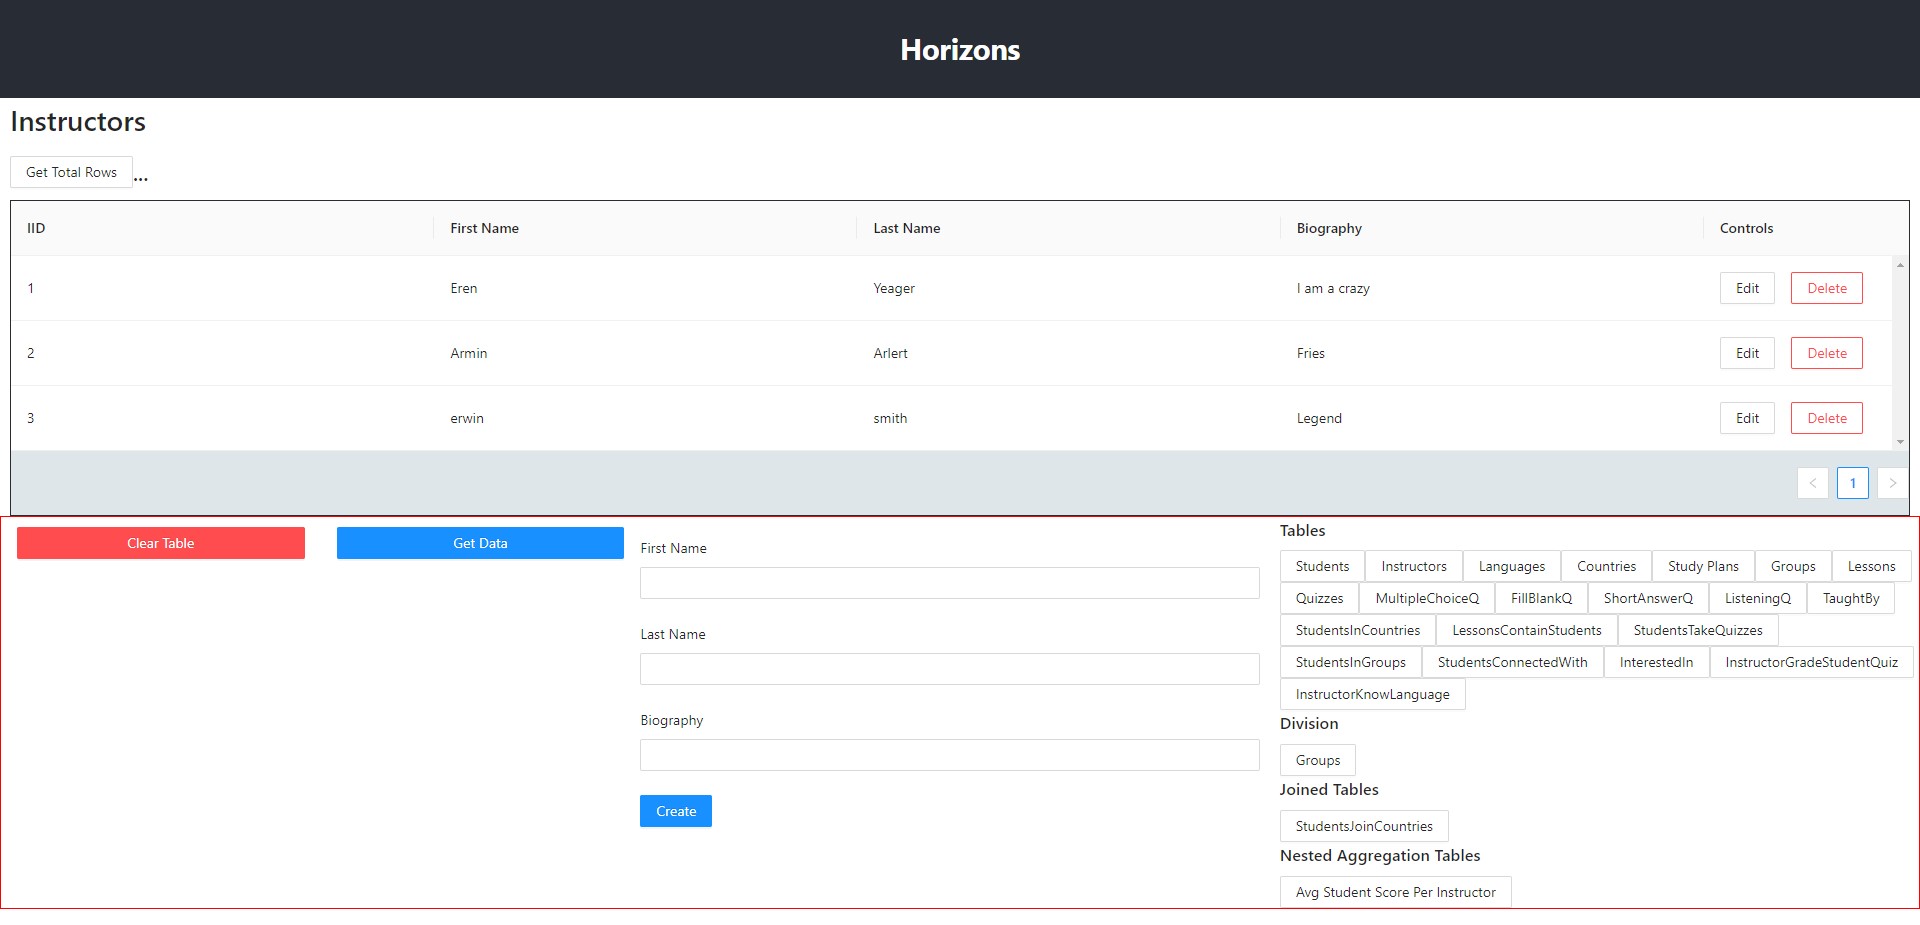 Horizons
Instructors
Get Total Rows ...
IID First Name Last Name Biography Controls
1 Eren Yeager I am a crazy Edit Delete
2 Armin Arlert Fries Edit Delete
3 erwin smith Legend Edit Delete
< 1 >
Clear Table Get Data
First Name
Last Name
Biography
Create
Tables
Students Instructors Languages Countries Study Plans Groups Lessons
Quizzes MultipleChoiceQ FillBlankQ ShortAnswerQ ListeningQ TaughtBy
StudentsInCountries LessonsContainStudents StudentsTakeQuizzes
StudentsInGroups StudentsConnectedWith InterestedIn InstructorGradeStudentQuiz
InstructorKnowLanguage
Division
Groups
Joined Tables
StudentsJoinCountries
Nested Aggregation Tables
Avg Student Score Per Instructor